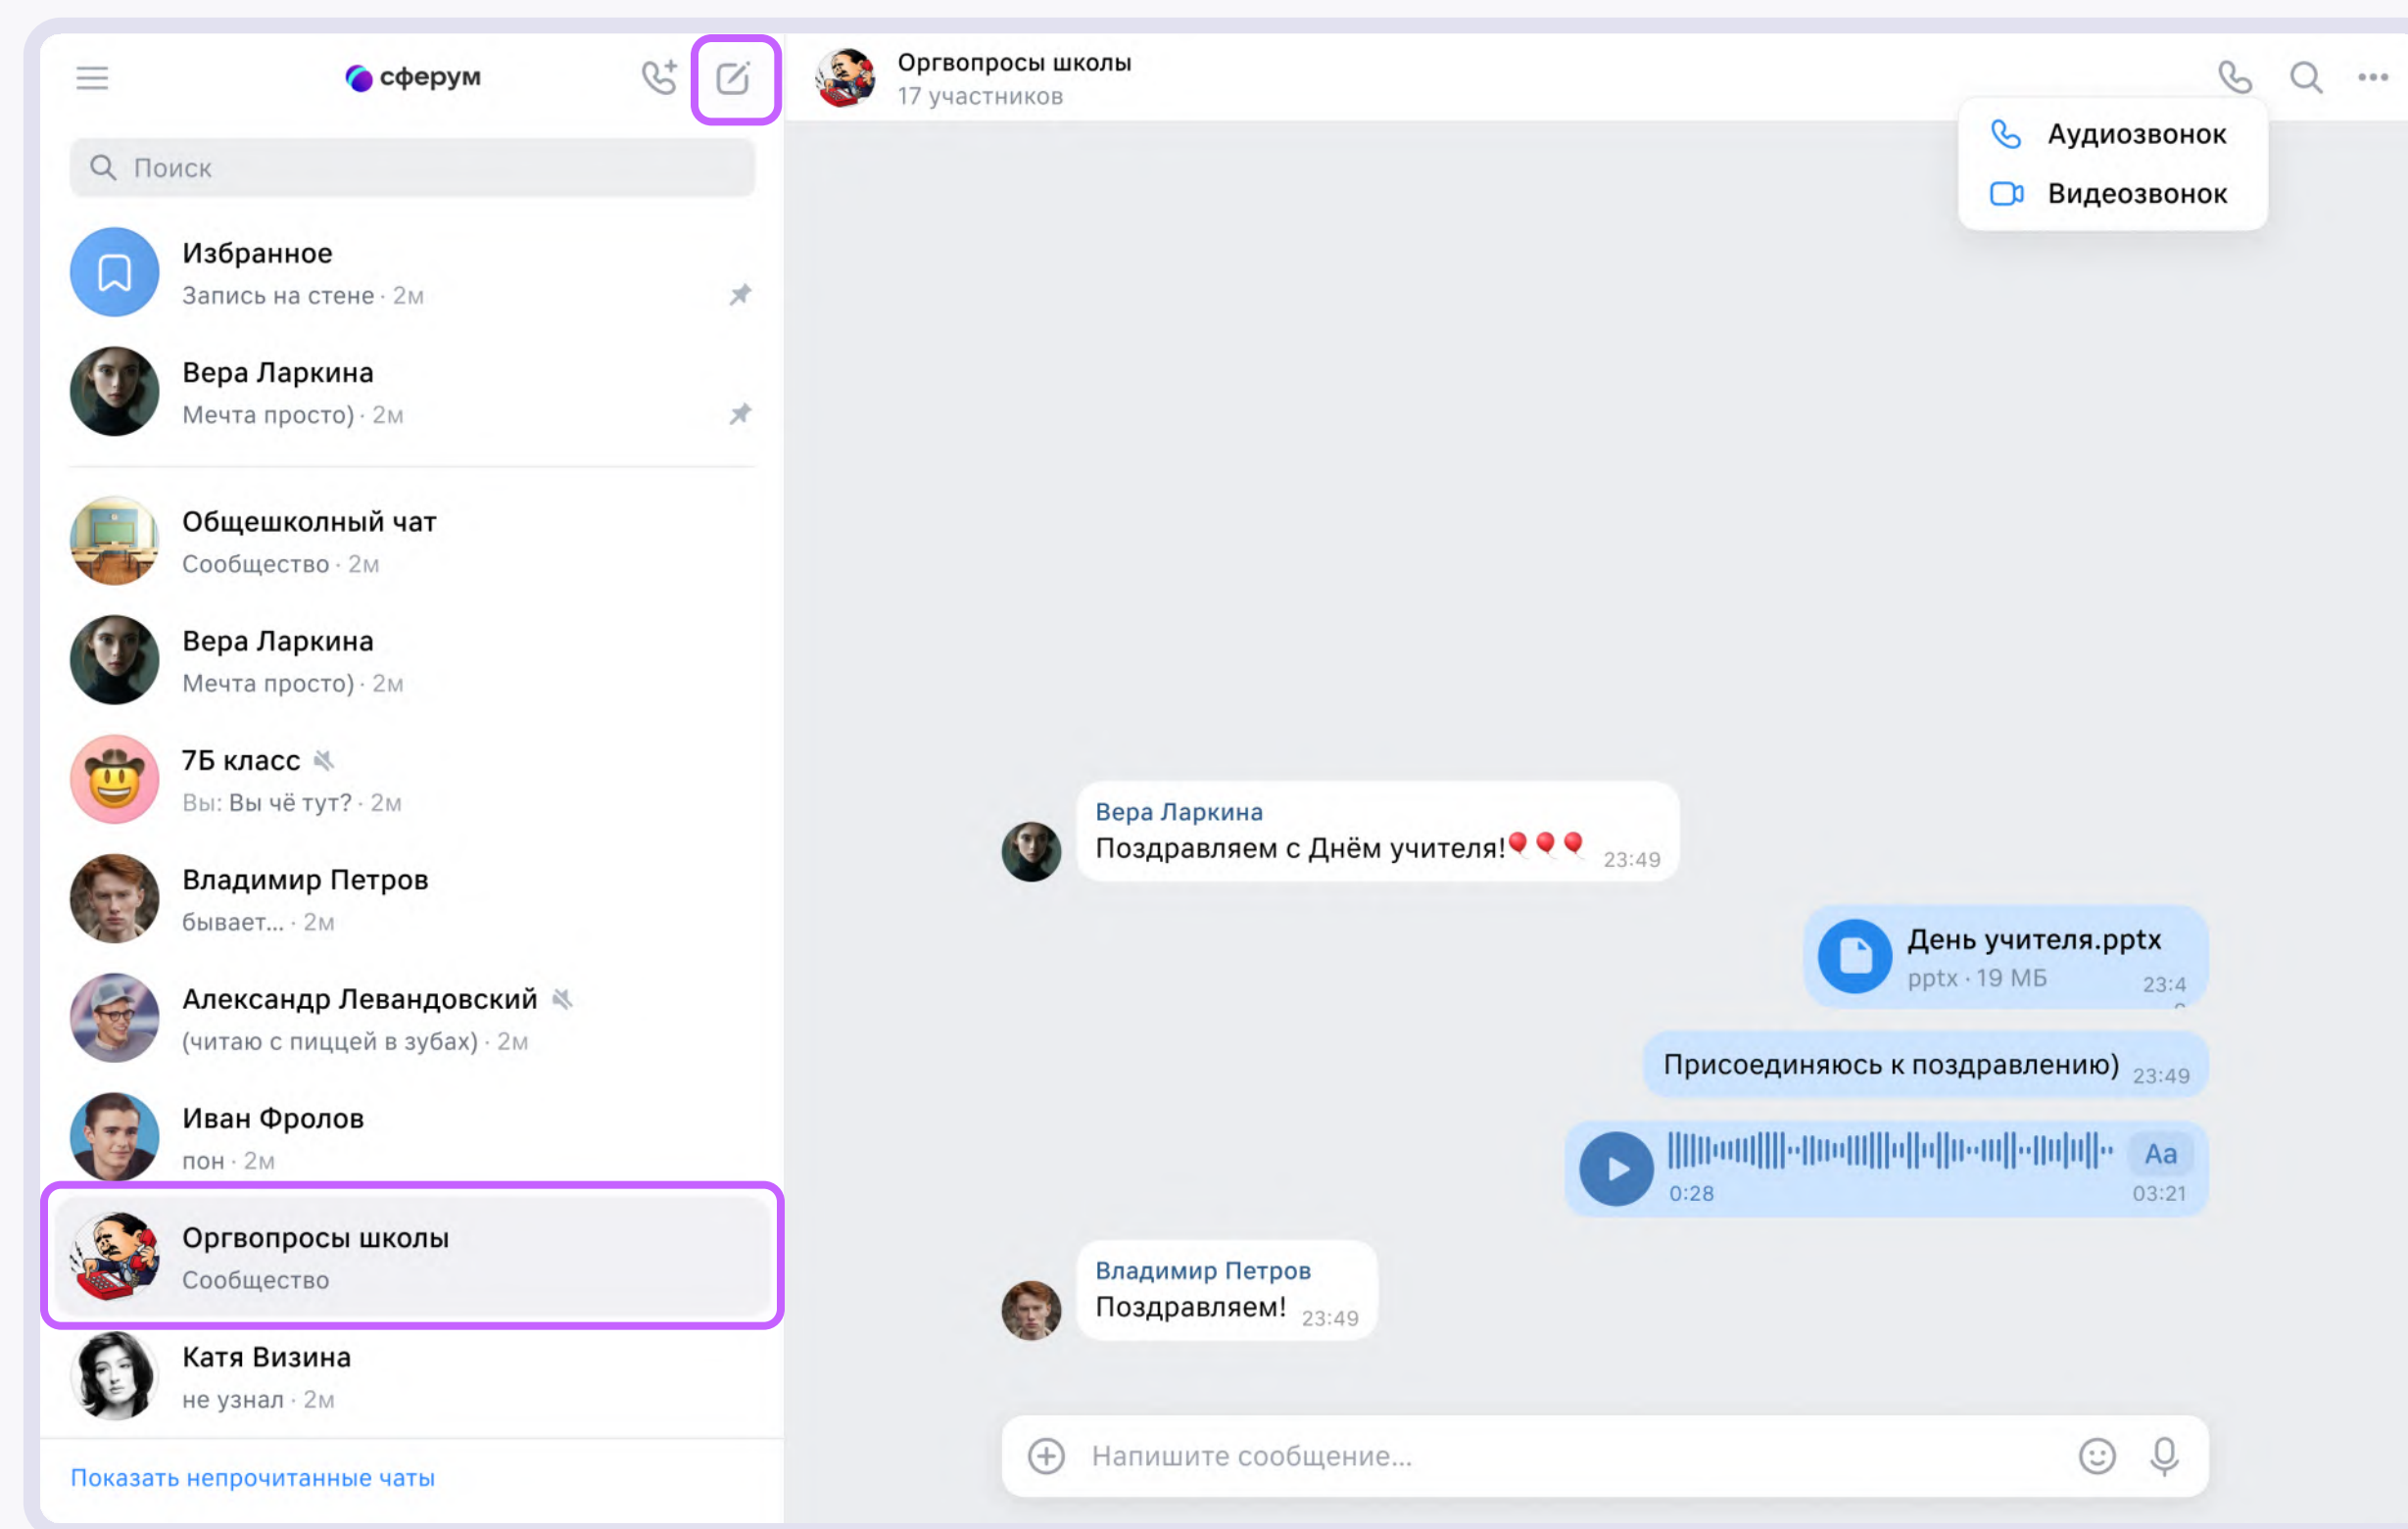 сферум
Поиск
Избранное
Запись на стене · 2м
Вера Ларкина
Мечта просто) · 2м
Общешколный чат
Сообщество · 2м
Вера Ларкина
Мечта просто) · 2м
7Б класс
Вы: Вы чё тут? · 2м
Владимир Петров
бывает... · 2м
Александр Левандовский
(читаю с пиццей в зубах) · 2м
Иван Фролов
пон · 2м
Оргвопросы школы
Сообщество
Катя Визина
не узнал · 2м
Показать непрочитанные чаты
Оргвопросы школы
17 участников
Аудиозвонок
Видеозвонок
Вера Ларкина
Поздравляем с Днём учителя!🎈🎈🎈 23:49
День учителя.pptx
pptx · 19 МБ 23:4
Присоединяюсь к поздравлению) 23:49
Aa
0:28 03:21
Владимир Петров
Поздравляем! 23:49
Напишите сообщение...